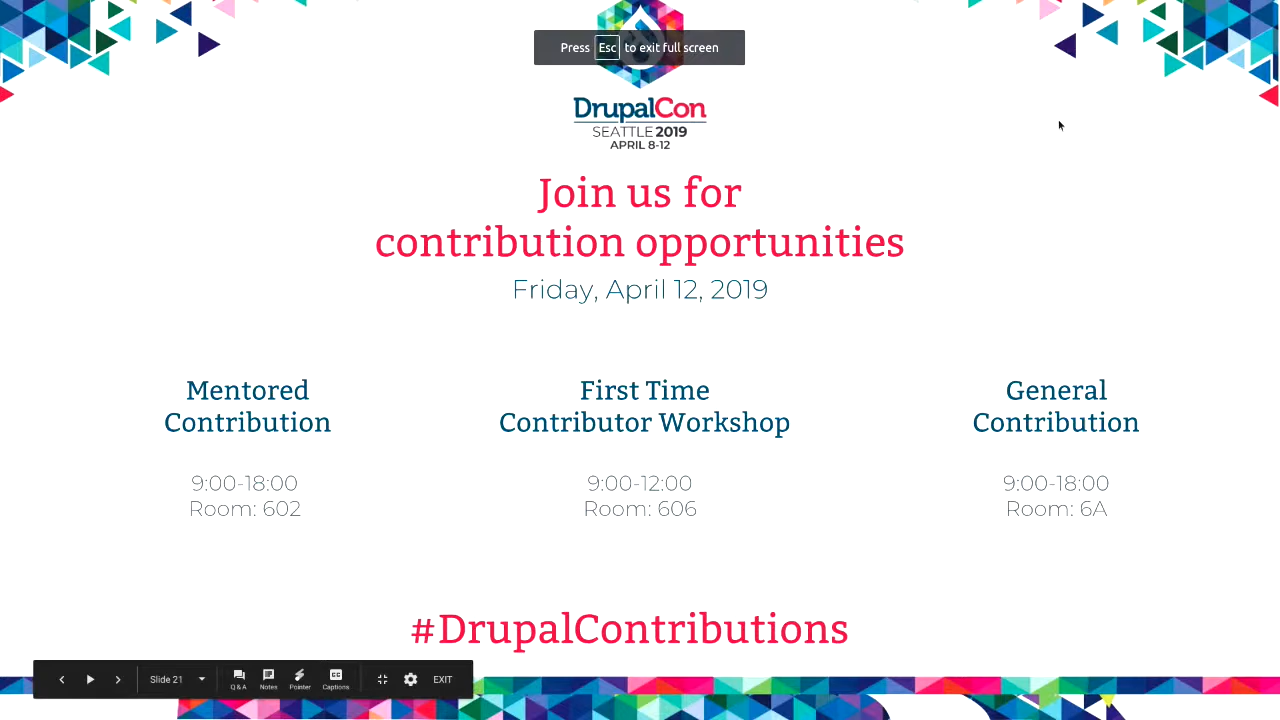 Press Esc to exit full screen
DrupalCon
SEATTLE 2019
APRIL 8-12
Join us for
contribution opportunities
Friday, April 12, 2019
Mentored
Contribution
9:00-18:00
Room: 602
First Time
Contributor Workshop
9:00-12:00
Room: 606
General
Contribution
9:00-18:00
Room: 6A
#DrupalContributions
Slide 21
Q & A
Notes
Pointer
Captions
EXIT